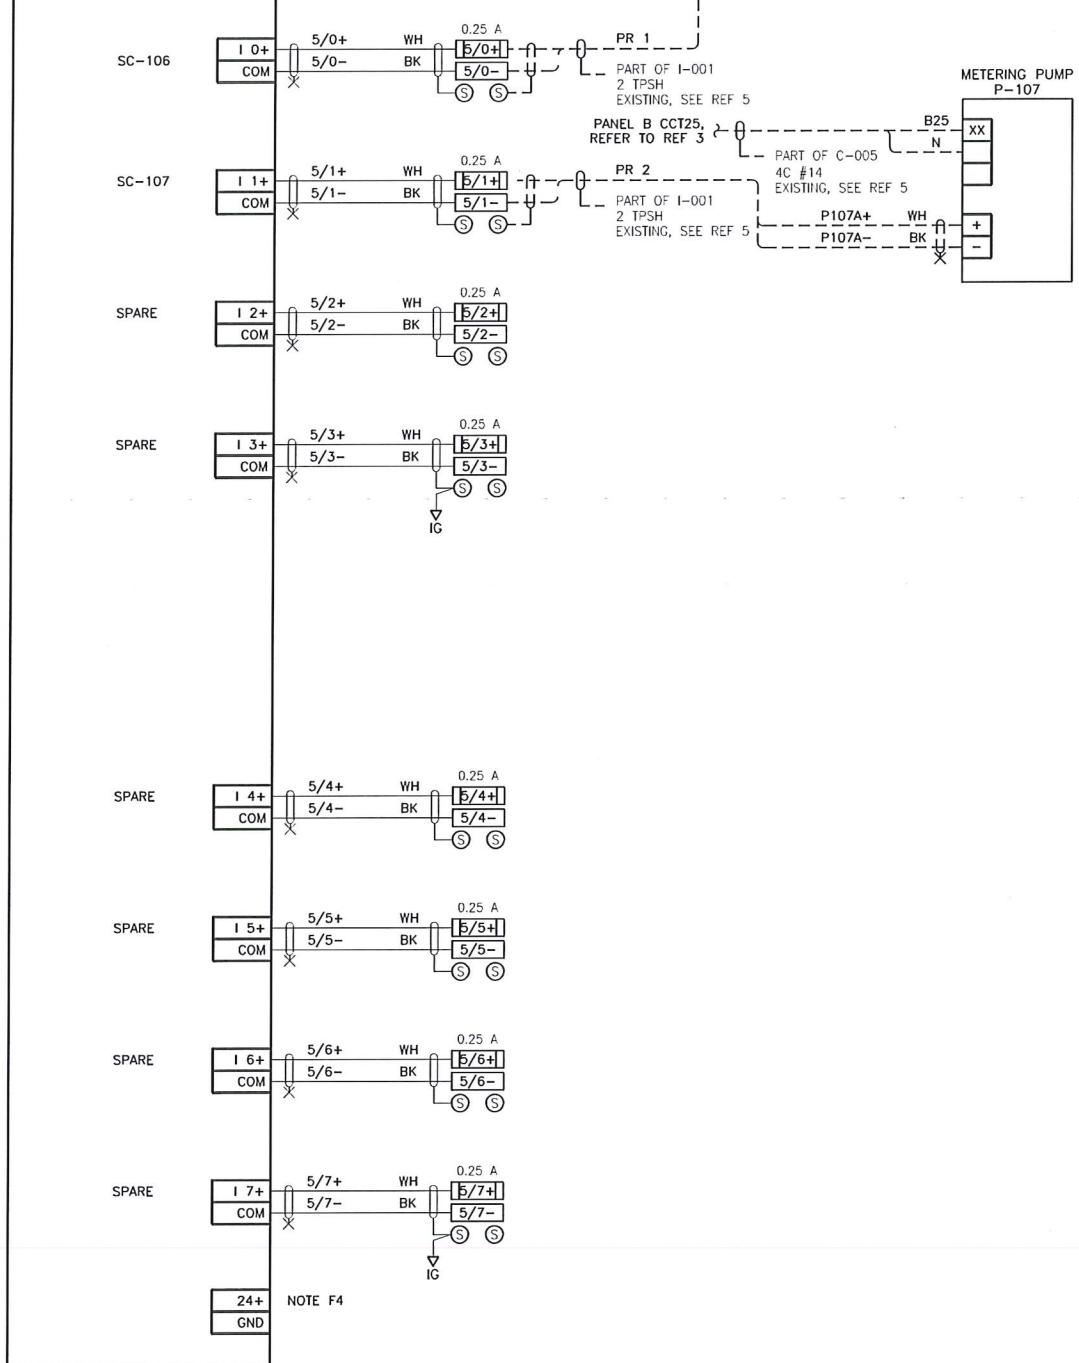 0.25 A
SC-106
I 0+
5/0+
WH
5/0+
PR 1
COM
5/0-
BK
5/0-
S
S
PART OF I-001
2 TPSH
EXISTING, SEE REF 5
METERING PUMP
P-107
PANEL B CCT25,
REFER TO REF 3
B25
XX
N
PART OF C-005
4C #14
EXISTING, SEE REF 5
0.25 A
SC-107
I 1+
5/1+
WH
5/1+
PR 2
COM
5/1-
BK
5/1-
S
S
PART OF I-001
2 TPSH
EXISTING, SEE REF 5
P107A+
WH
+
P107A-
BK
-
0.25 A
SPARE
I 2+
5/2+
WH
5/2+
COM
5/2-
BK
5/2-
S
S
0.25 A
SPARE
I 3+
5/3+
WH
5/3+
COM
5/3-
BK
5/3-
S
S
IG
0.25 A
SPARE
I 4+
5/4+
WH
5/4+
COM
5/4-
BK
5/4-
S
S
0.25 A
SPARE
I 5+
5/5+
WH
5/5+
COM
5/5-
BK
5/5-
S
S
0.25 A
SPARE
I 6+
5/6+
WH
5/6+
COM
5/6-
BK
5/6-
S
S
0.25 A
SPARE
I 7+
5/7+
WH
5/7+
COM
5/7-
BK
5/7-
S
S
IG
24+
NOTE F4
GND